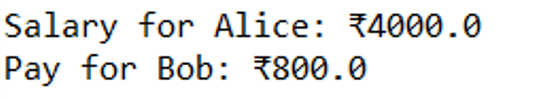 Salary for Alice: ₹4000.0
Pay for Bob: ₹800.0